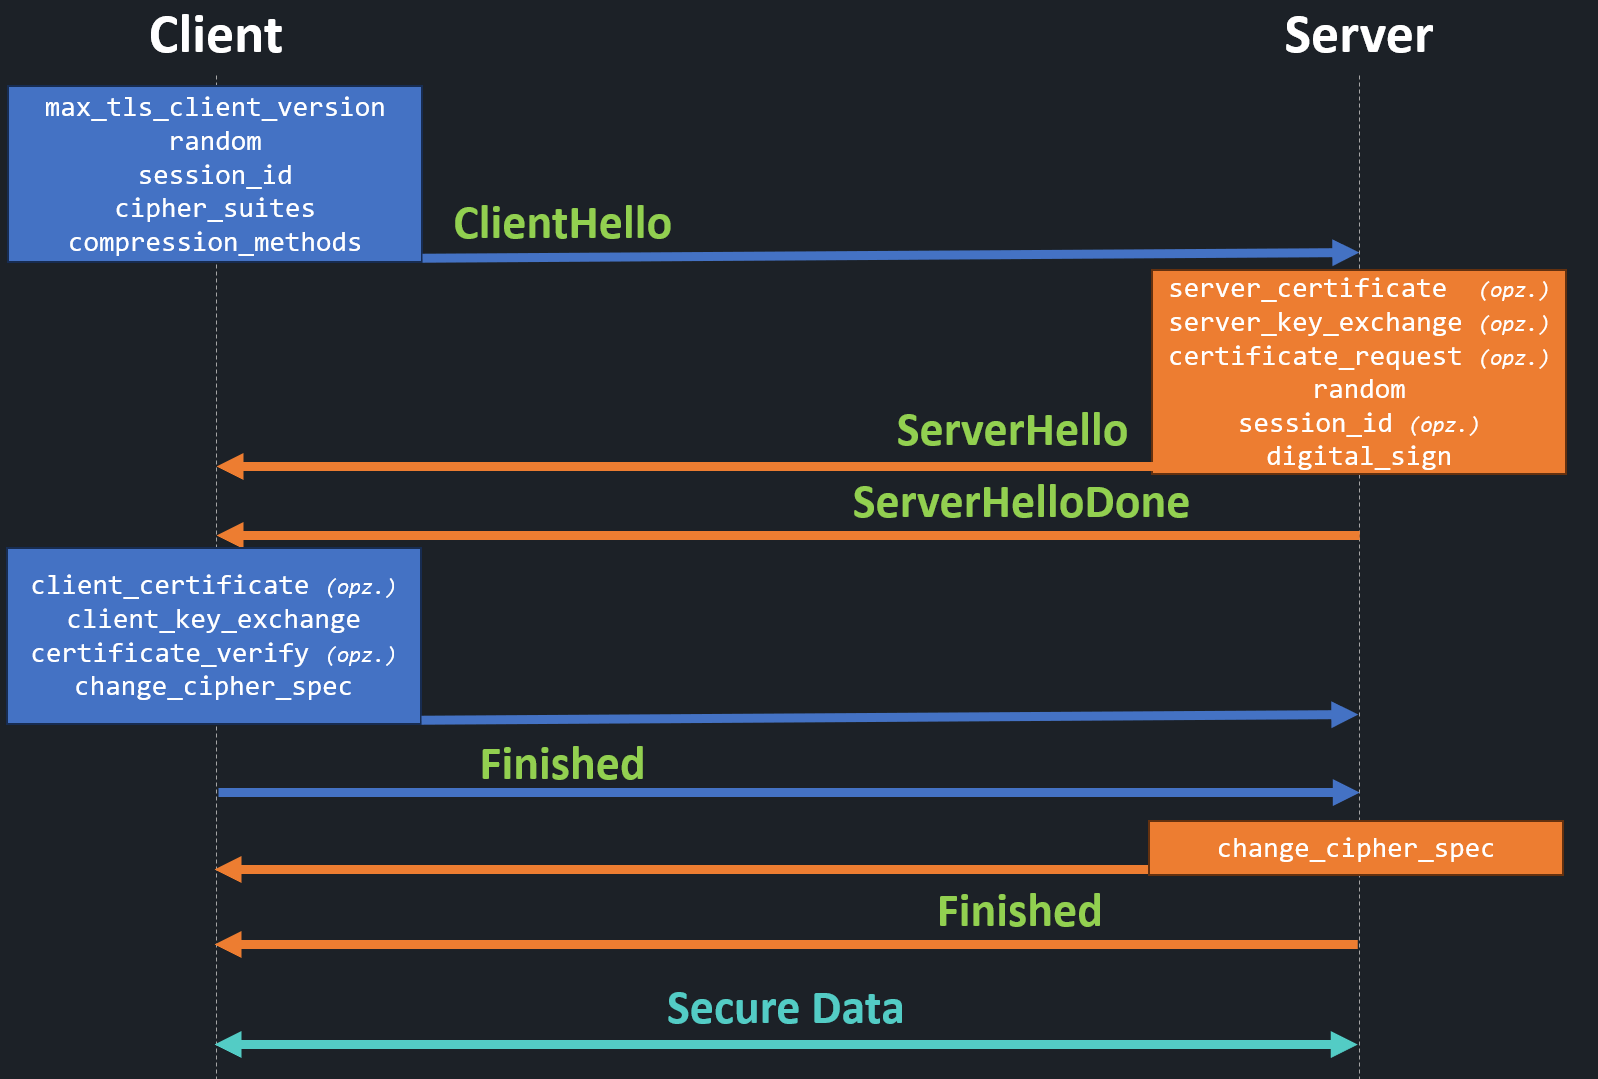 Client
Server
max_tls_client_version
random
session_id
cipher_suites
compression_methods
ClientHello
server_certificate (opz.)
server_key_exchange (opz.)
certificate_request (opz.)
random
session_id (opz.)
digital_sign
ServerHello
ServerHelloDone
client_certificate (opz.)
client_key_exchange
certificate_verify (opz.)
change_cipher_spec
Finished
change_cipher_spec
Finished
Secure Data